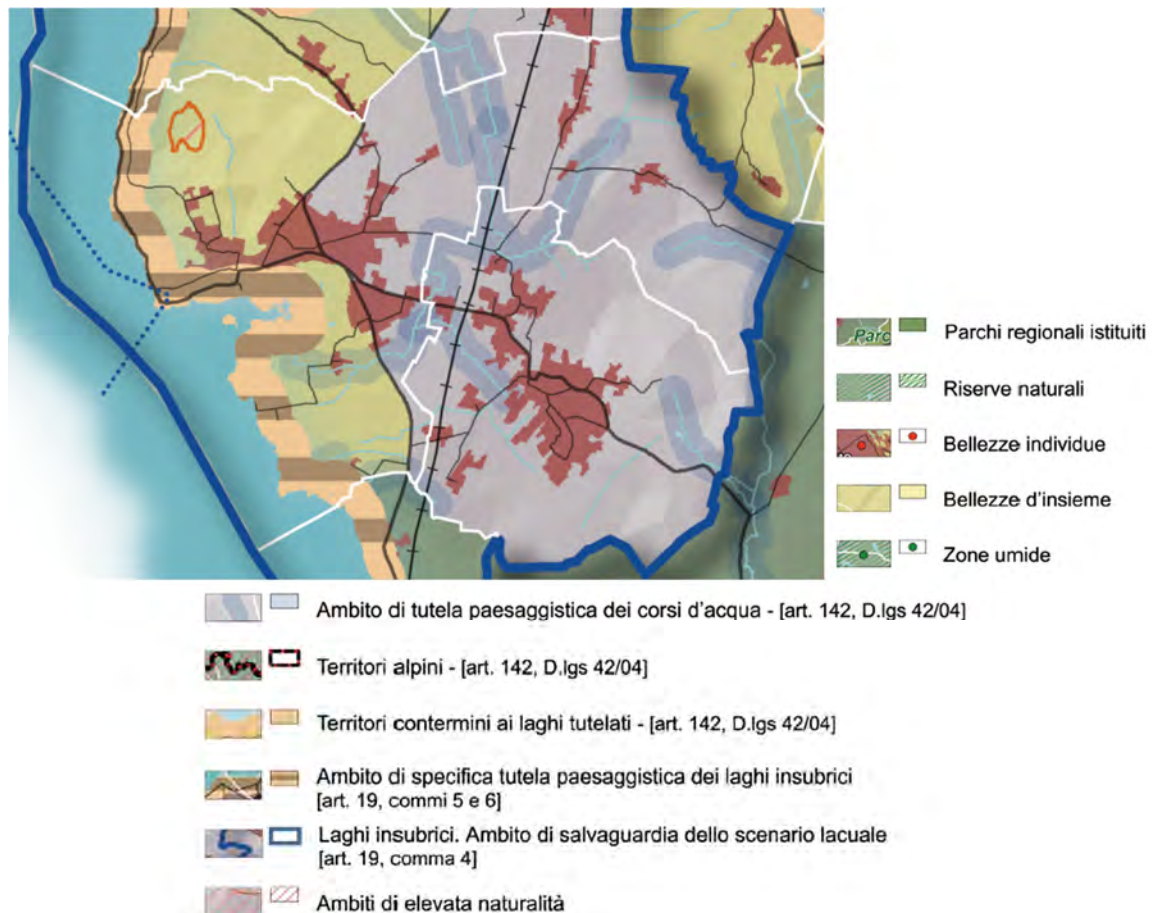 Parc
Parchi regionali istituiti
Riserve naturali
Bellezze individue
Bellezze d'insieme
Zone umide
Ambito di tutela paesaggistica dei corsi d'acqua - [art. 142, D.lgs 42/04]
Territori alpini - [art. 142, D.lgs 42/04]
Territori contermini ai laghi tutelati - [art. 142, D.lgs 42/04]
Ambito di specifica tutela paesaggistica dei laghi insubrici
[art. 19, commi 5 e 6]
Laghi insubrici. Ambito di salvaguardia dello scenario lacuale
[art. 19, comma 4]
Ambiti di elevata naturalità